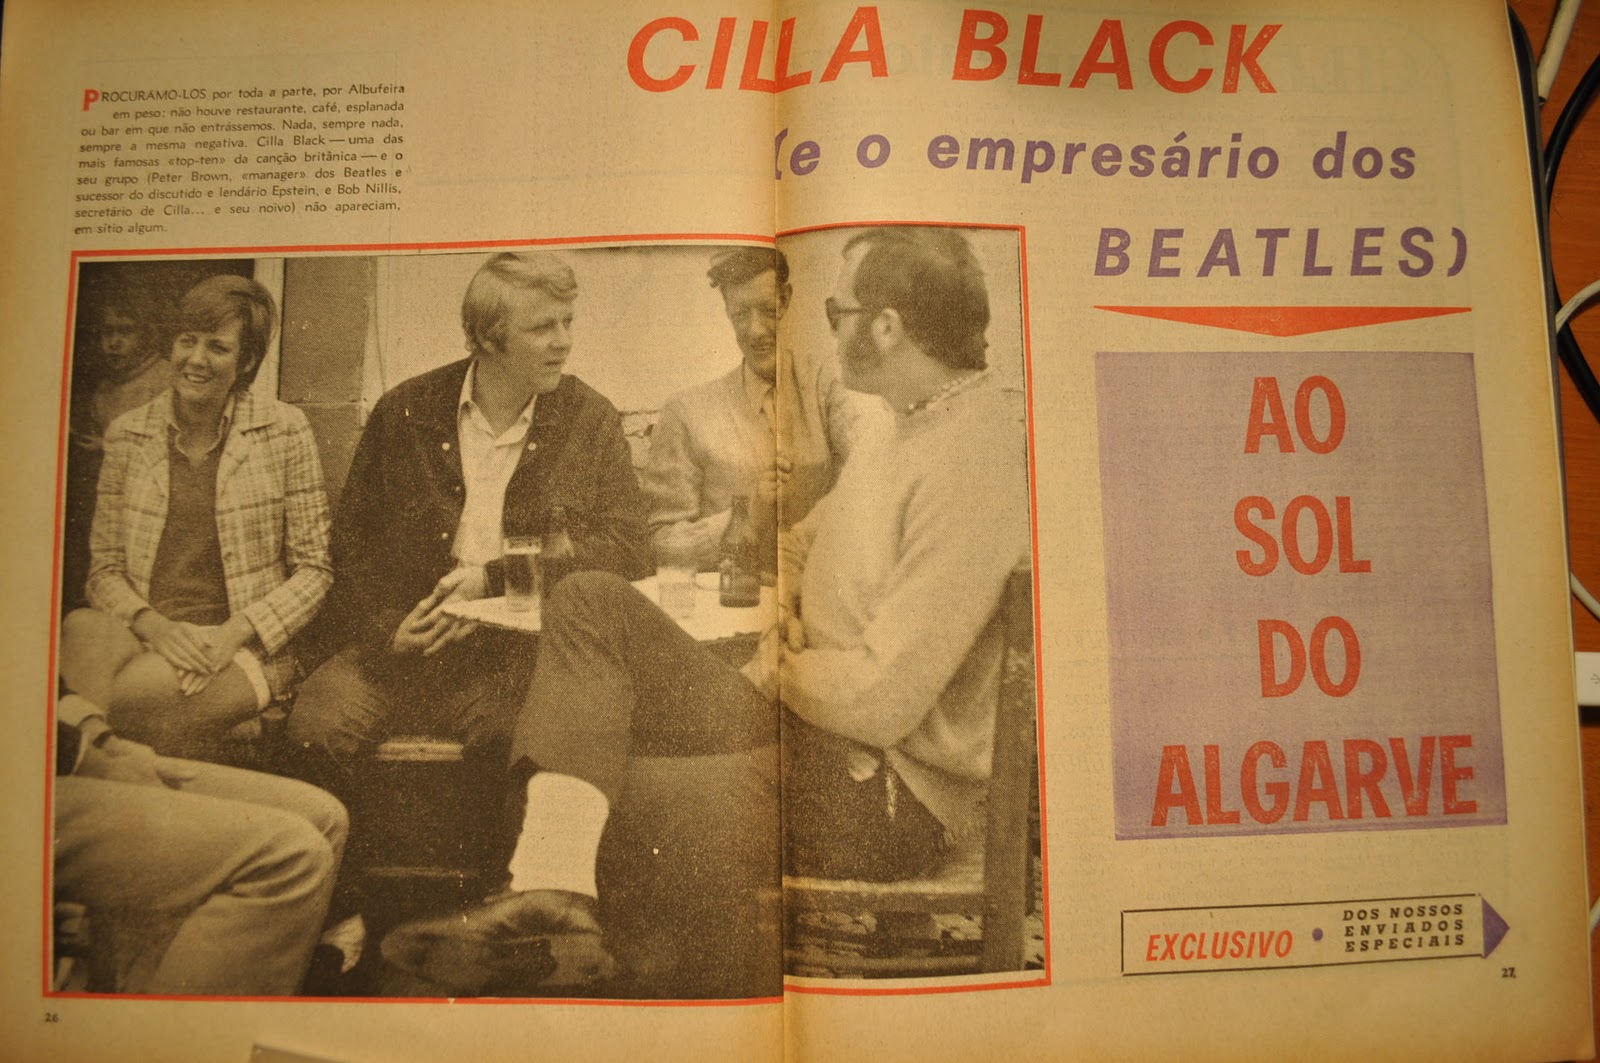 PROCURÁMO-LOS por toda a parte, por Albufeira
em peso: não houve restaurante, café, esplanada
ou bar em que não entrássemos. Nada, sempre nada,
sempre a mesma negativa. Cilla Black — uma das
mais famosas «top-ten» da canção britânica — e o
seu grupo (Peter Brown, «manager» dos Beatles e
sucessor do discutido e lendário Epstein, e Bob Nillis,
secretário de Cilla... e seu noivo) não apareciam,
em sítio algum.
CILLA BLACK
(e o empresário dos
BEATLES)
AO
SOL
DO
ALGARVE
EXCLUSIVO • DOS NOSSOS
ENVIADOS
ESPECIAIS
26
27